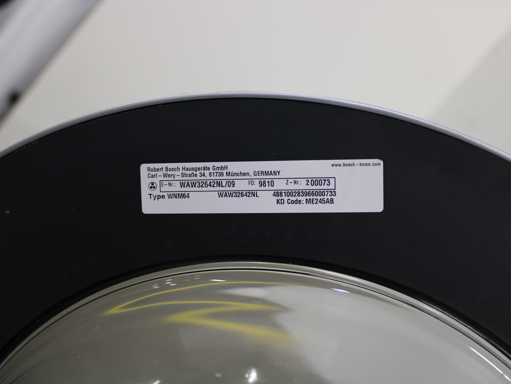 Robert Bosch Hausgeräte GmbH
Carl-Wery-Straße 34, 81739 München, GERMANY
www.bosch-home.com
E-Nr.: WAW32642NL/09 FD. 9810 Z-Nr.: 200073
Type WNM64 WAW32642NL 488100283966000733
KD Code: ME245AB